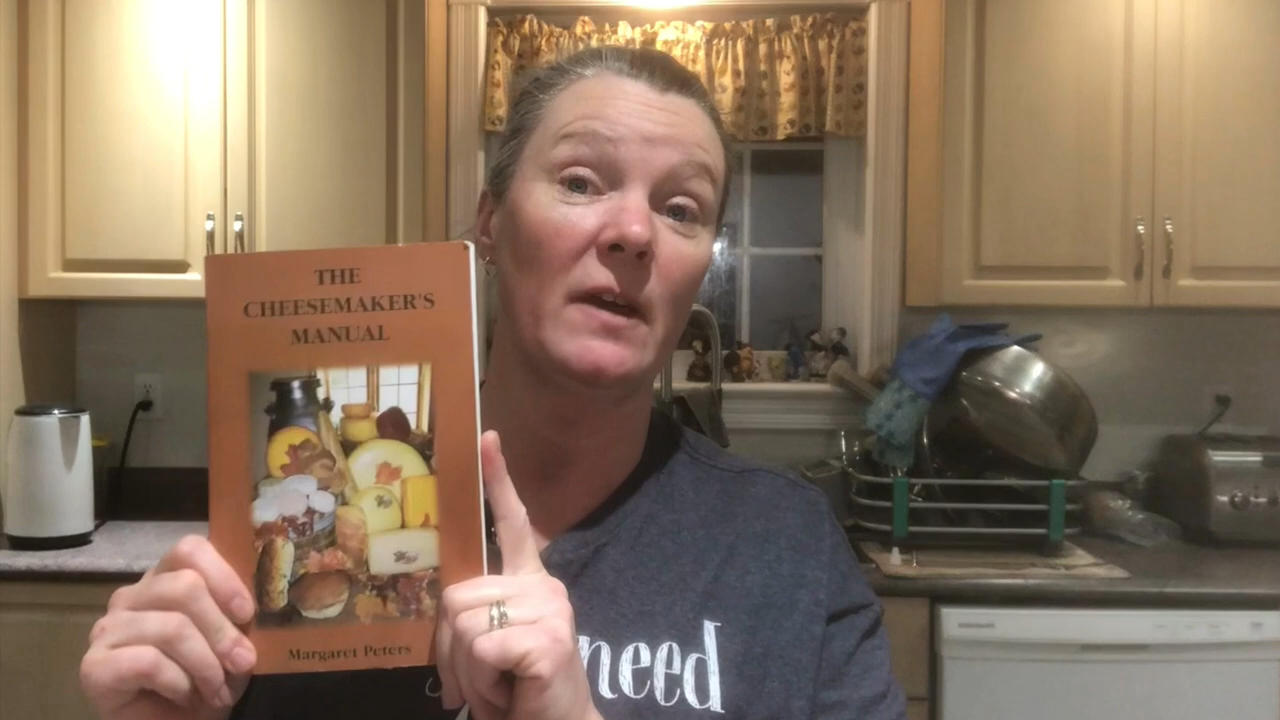 THE
CHEESEMAKER'S
MANUAL
Margaret Peters
need